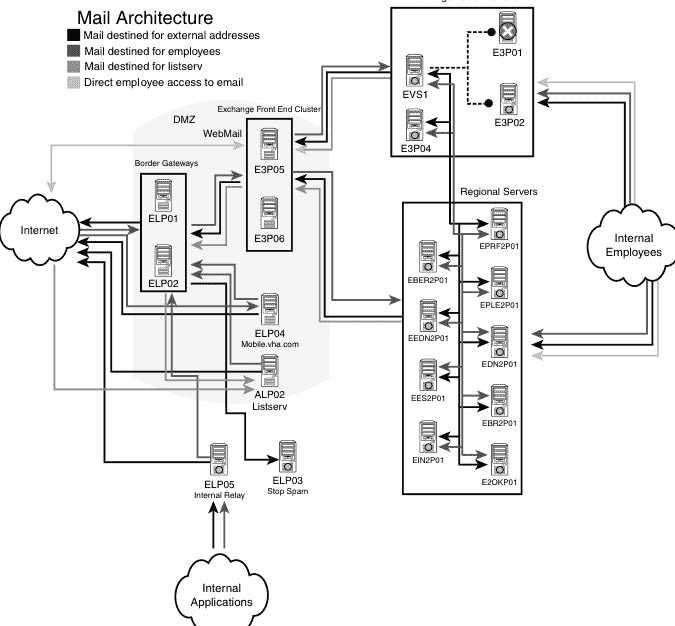 Mail Architecture
Mail destined for external addresses
Mail destined for employees
Mail destined for listserv
Direct employee access to email
Exchange Front End Cluster
DMZ
WebMail
E3P05
E3P06
Border Gateways
ELP01
ELP02
Internet
ELP04
Mobile.vha.com
ALP02
Listserv
ELP05
Internal Relay
ELP03
Stop Spam
Internal
Applications
E3P01
EVS1
E3P02
E3P04
Regional Servers
EPRF2P01
EBER2P01
EPLE2P01
EEDN2P01
EDN2P01
EES2P01
EBR2P01
EIN2P01
E2OKP01
Internal
Employees